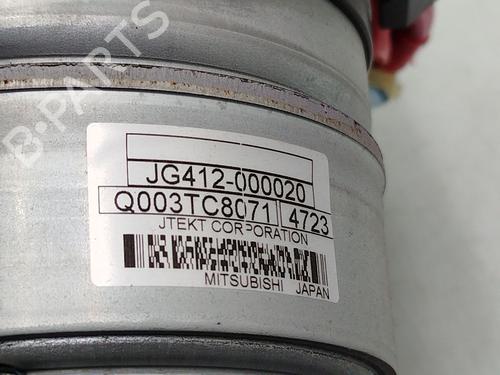 B-PARTS
JG412-000020
Q003TC8071 4723
JTEKT CORPORATION
MITSUBISHI JAPAN